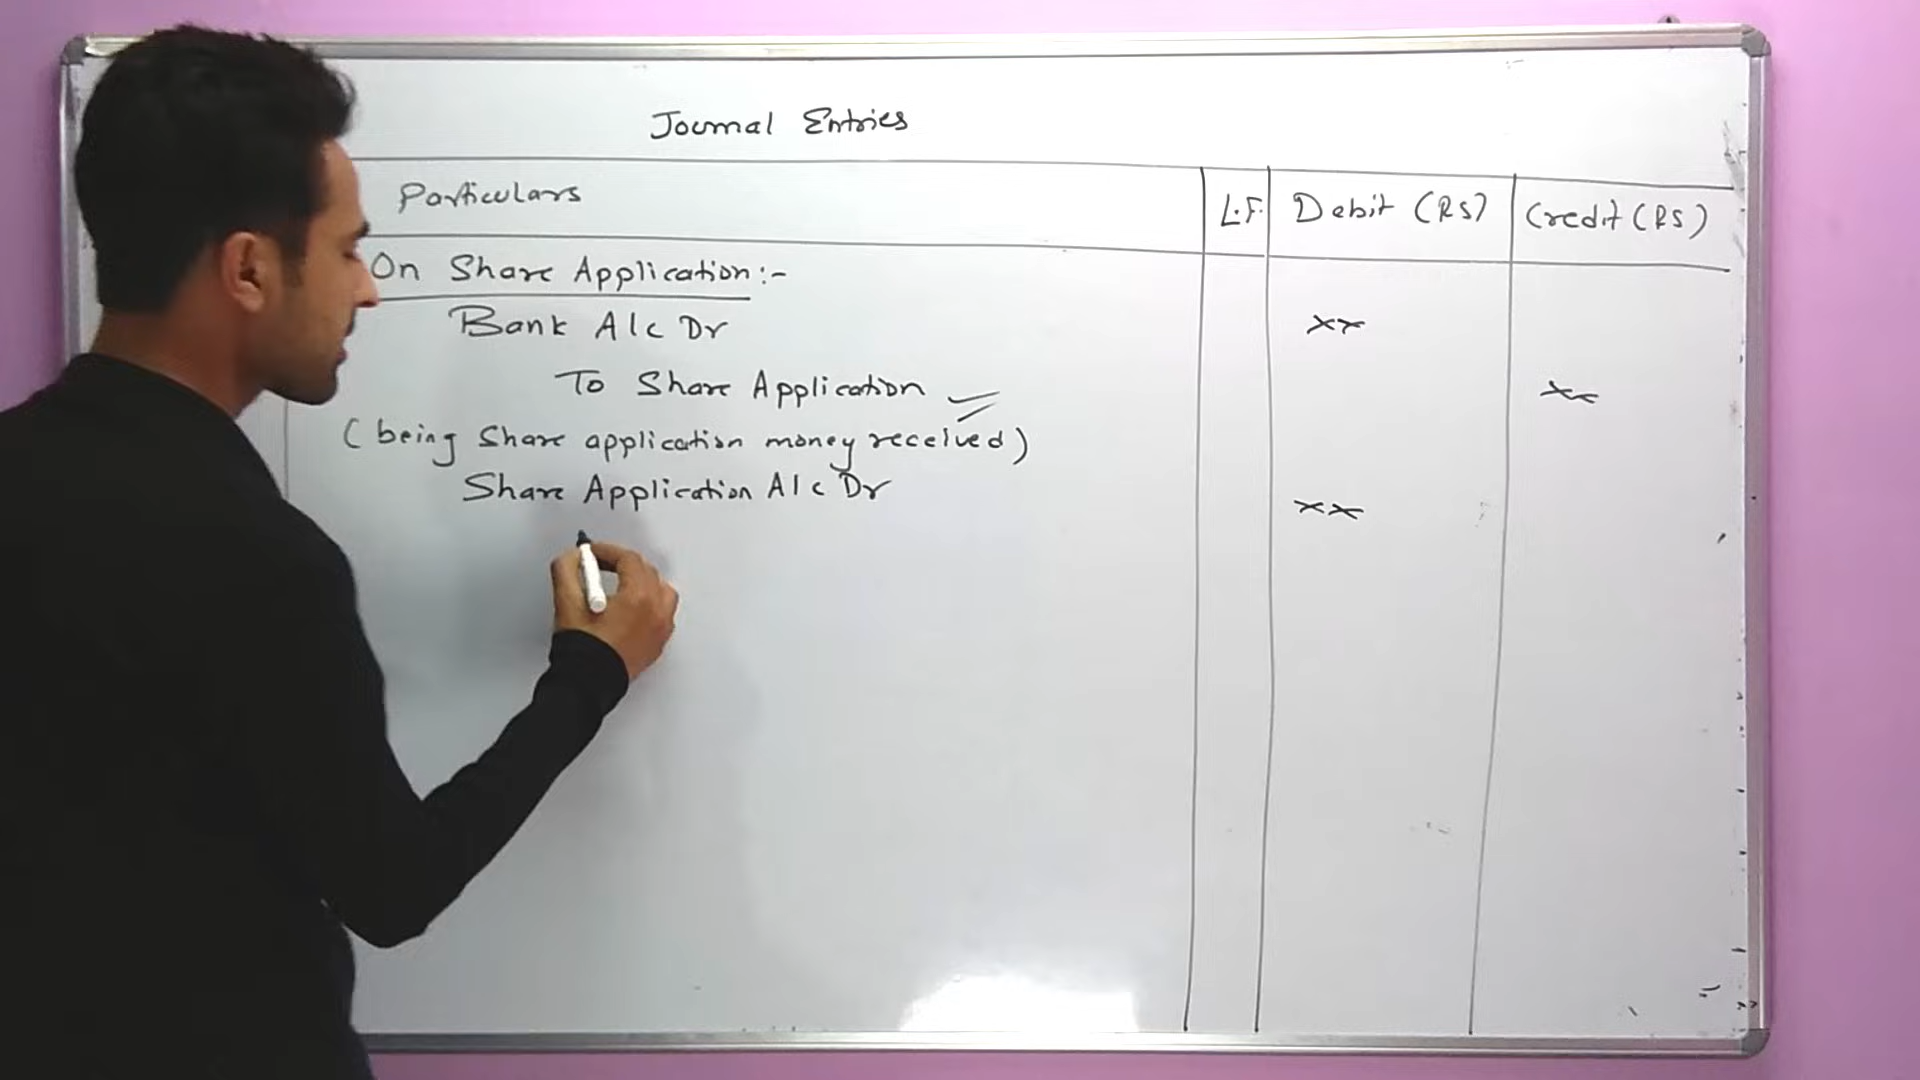 Journal Entries
Particulars L.F. Debit (RS) Credit (RS)
On Share Application:-
Bank A/c Dr xx
To Share Application xx
(being Share application money received)
Share Application A/c Dr xx